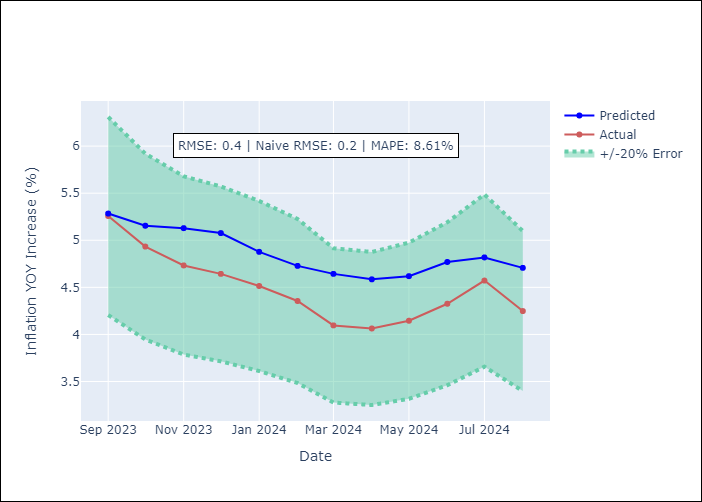 RMSE: 0.4 | Naive RMSE: 0.2 | MAPE: 8.61%
Predicted
Actual
+/-20% Error
Inflation YOY Increase (%)
6
5.5
5
4.5
4
3.5
Sep 2023
Nov 2023
Jan 2024
Mar 2024
May 2024
Jul 2024
Date